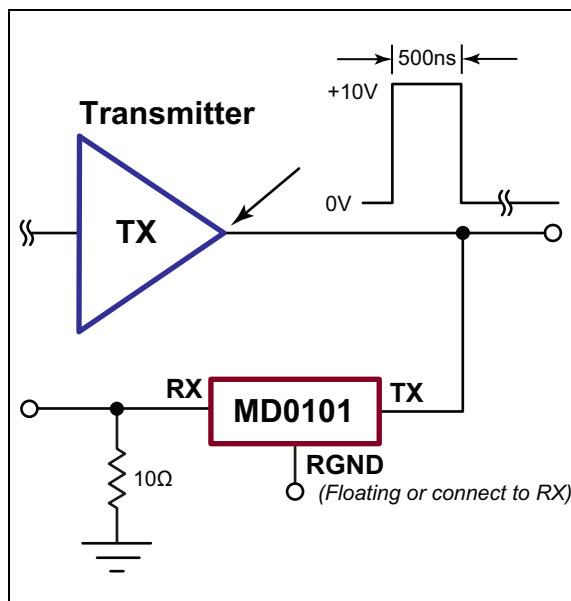 500ns
+10V
Transmitter
0V
TX
RX
MD0101
TX
RGND
10Ω
(Floating or connect to RX)